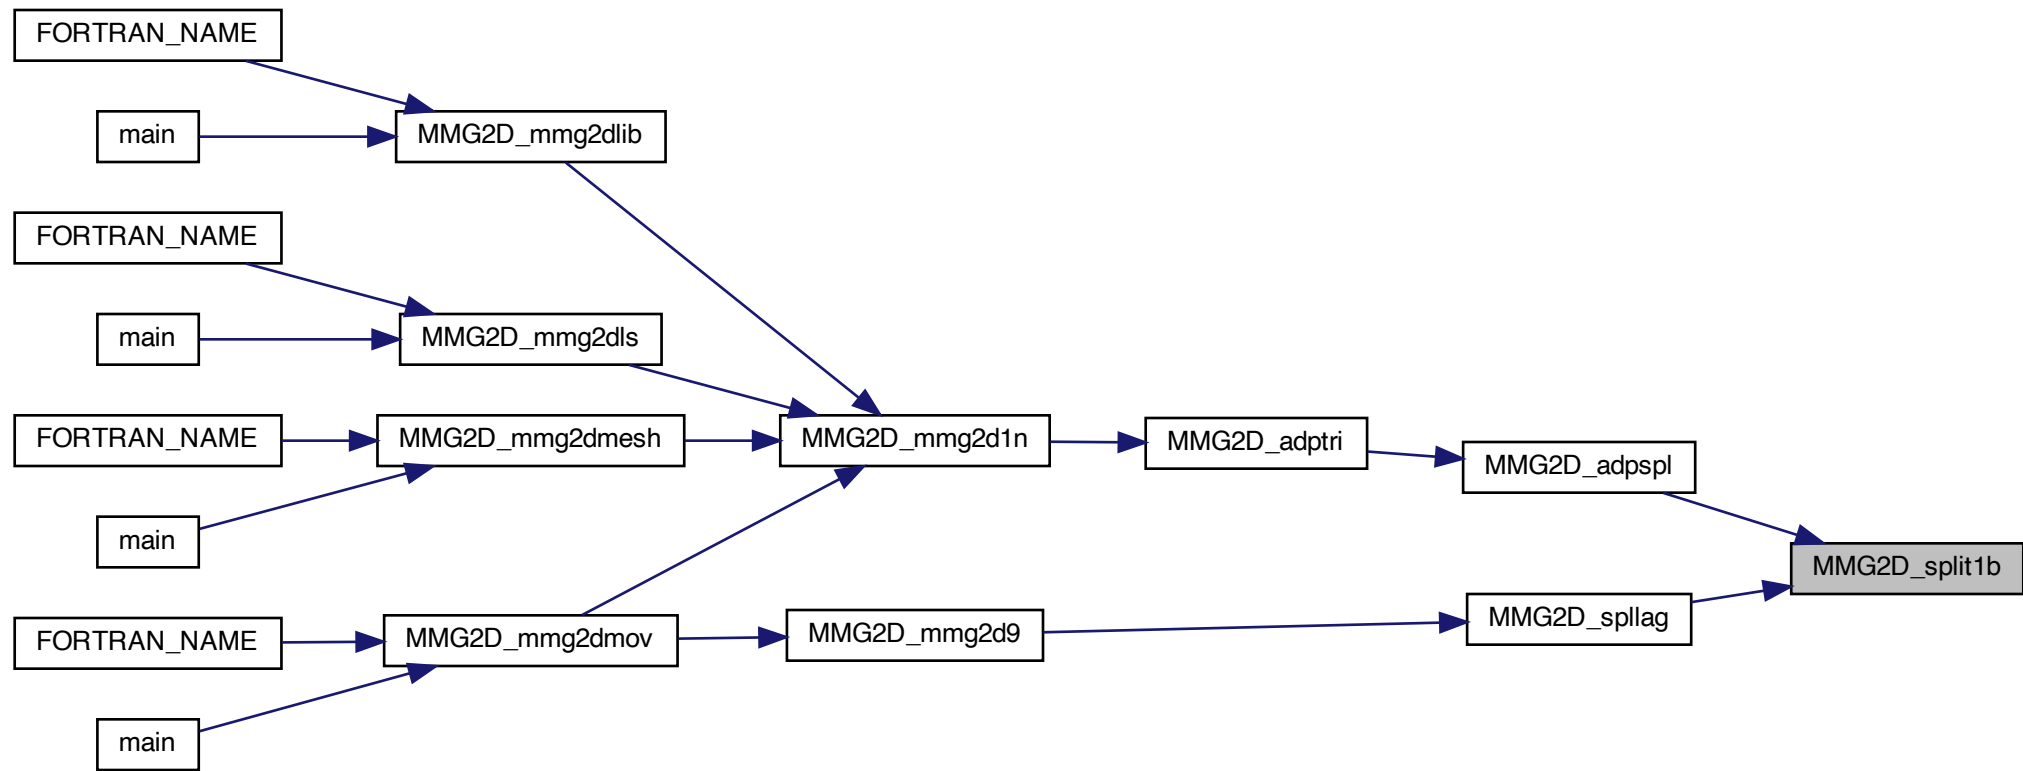 FORTRAN_NAME
main
MMG2D_mmg2dlib
FORTRAN_NAME
main
MMG2D_mmg2dls
FORTRAN_NAME
MMG2D_mmg2dmesh
MMG2D_mmg2d1n
MMG2D_adptri
MMG2D_adpspl
main
MMG2D_split1b
FORTRAN_NAME
MMG2D_mmg2dmov
MMG2D_mmg2d9
MMG2D_spllag
main